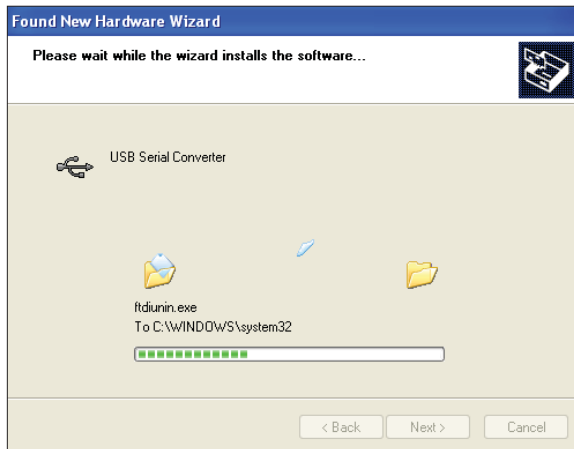 Found New Hardware Wizard
Please wait while the wizard installs the software...
USB Serial Converter
ftdiunin.exe
To C:\WINDOWS\system32
< Back
Next >
Cancel